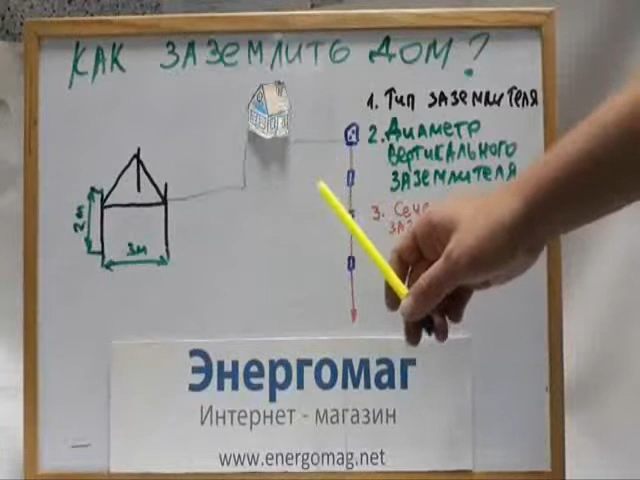 КАК ЗАЗЕМЛИТЬ ДОМ?
1. Тип ЗАЗЕМЛИТЕЛЯ
2. Диаметр
ВЕРТИКАЛЬНОГО
ЗАЗЕМЛИТЕЛЯ
3.
2м
3м
Энергомаг
Интернет - магазин
www.energomag.net